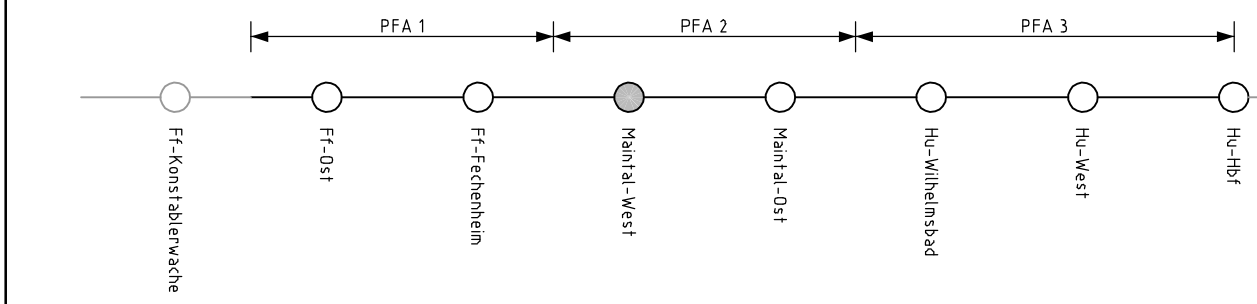 PFA 1
PFA 2
PFA 3
Ff-Konstablerwache
Ff-Ost
Ff-Fechenheim
Maintal-West
Maintal-Ost
Hu-Wilhelmsbad
Hu-West
Hu-Hbf